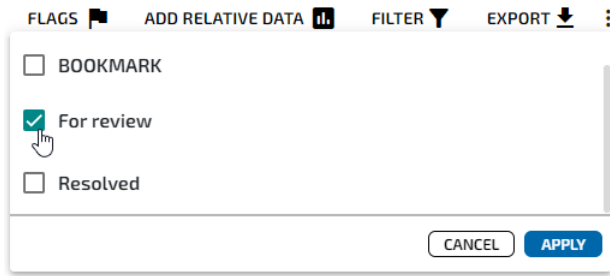 FLAGS ADD RELATIVE DATA FILTER EXPORT
BOOKMARK
For review
Resolved
CANCEL APPLY